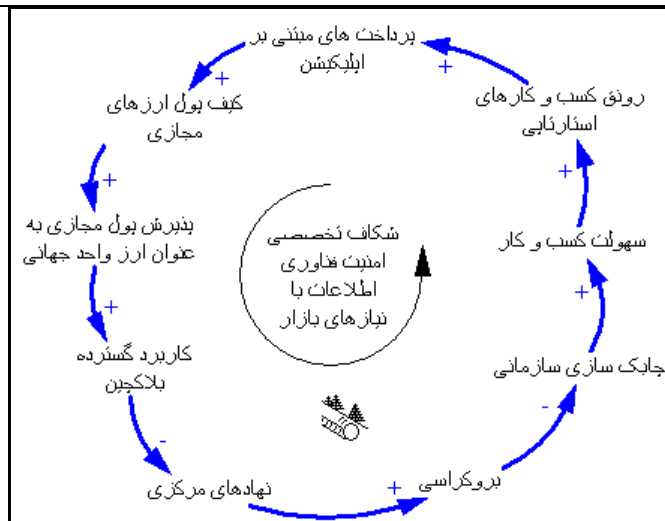 پرداخت های مبتنی بر
اپلیکیشن
+
کیف پول ارزهای
مجازی
+
پذیرش پول مجازی به
عنوان ارز واحد جهانی
+
کاربرد گسترده
بلاکچین
-
نهادهای مرکزی
+
بروکراسی
-
چابک سازی سازمانی
+
سهولت کسب و کار
+
رونق کسب و کارهای
استارتاپی
+
شکاف تخصصی
امنیت فناوری
اطلاعات با
نیازهای بازار